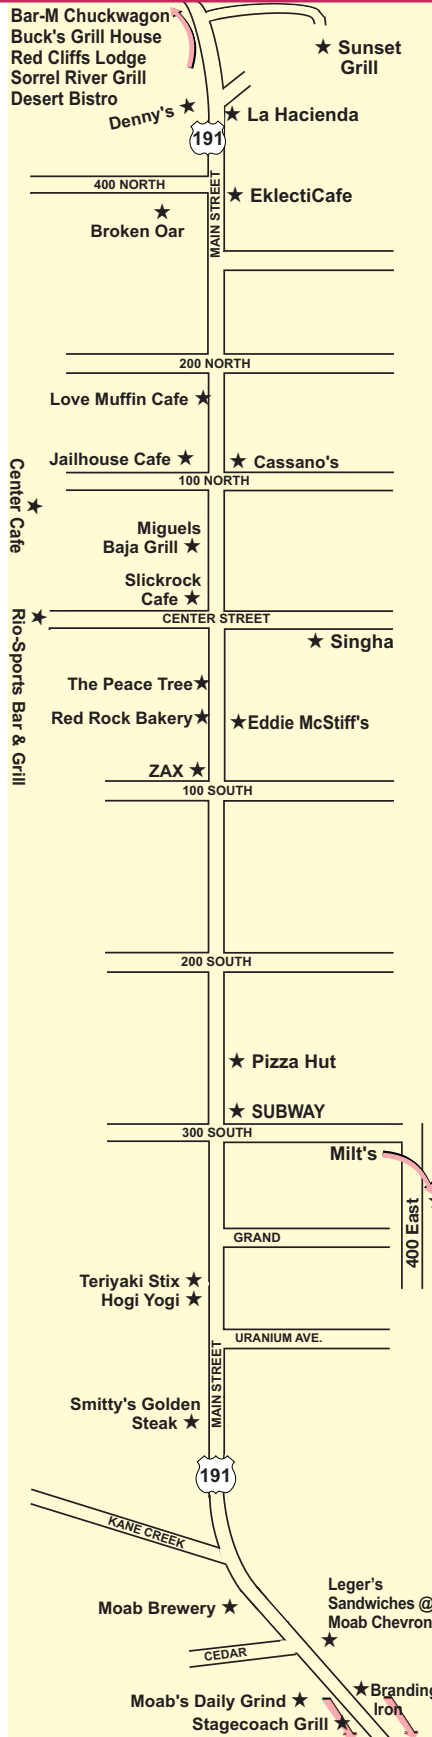 Bar-M Chuckwagon
Buck's Grill House
Red Cliffs Lodge
Sorrel River Grill
Desert Bistro
Sunset
Grill
Denny's
La Hacienda
191
400 NORTH
MAIN STREET
EklectiCafe
Broken Oar
200 NORTH
Love Muffin Cafe
Jailhouse Cafe
Cassano's
100 NORTH
Center Cafe
Miguels
Baja Grill
Slickrock
Cafe
CENTER STREET
Rio-Sports Bar & Grill
Singha
The Peace Tree
Red Rock Bakery
Eddie McStiff's
ZAX
100 SOUTH
200 SOUTH
Pizza Hut
SUBWAY
300 SOUTH
Milt's
400 East
GRAND
Teriyaki Stix
Hogi Yogi
URANIUM AVE.
MAIN STREET
Smitty's Golden
Steak
191
KANE CREEK
Leger's
Sandwiches @
Moab Chevron
Moab Brewery
CEDAR
Branding
Iron
Moab's Daily Grind
Stagecoach Grill